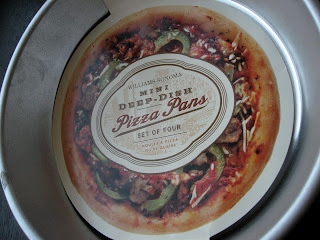 WILLIAMS-SONOMA
MINI
DEEP-DISH
Pizza Pans
SET OF FOUR